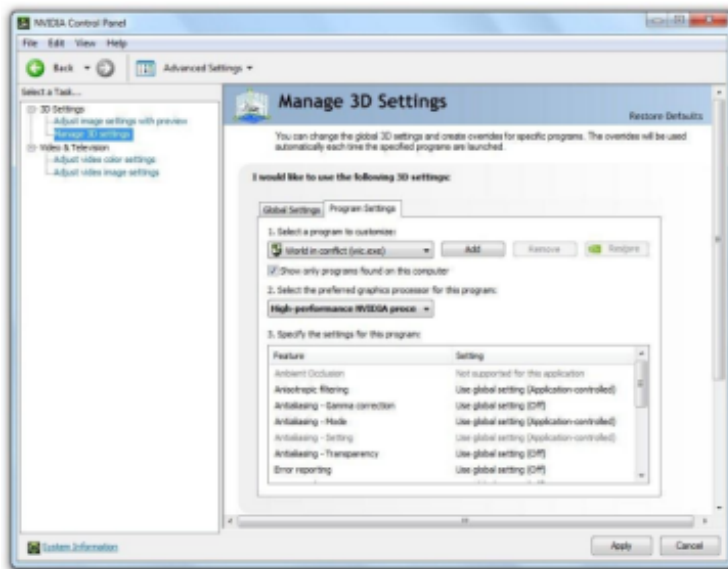 NVIDIA Control Panel
File Edit View Help
Back Advanced Settings
Select a Task...
3D Settings
Adjust image settings with preview
Manage 3D settings
Video & Television
Adjust video color settings
Adjust video image settings
Manage 3D Settings
Restore Defaults
You can change the global 3D settings and create overrides for specific programs. The overrides will be used
automatically each time the specified programs are launched.
I would like to use the following 3D settings:
Global Settings Program Settings
1. Select a program to customize:
World in conflict (wic.exe) Add Remove Restore
Show only programs found on this computer
2. Select the preferred graphics processor for this program:
High-performance NVIDIA proce
3. Specify the settings for this program:
Feature Setting
Ambient Occlusion Not supported for this application
Anisotropic filtering Use global setting (Application-controlled)
Antialiasing - Gamma correction Use global setting (Off)
Antialiasing - Mode Use global setting (Application-controlled)
Antialiasing - Setting Use global setting (Application-controlled)
Antialiasing - Transparency Use global setting (Off)
Error reporting Use global setting (Off)
System Information Apply Cancel